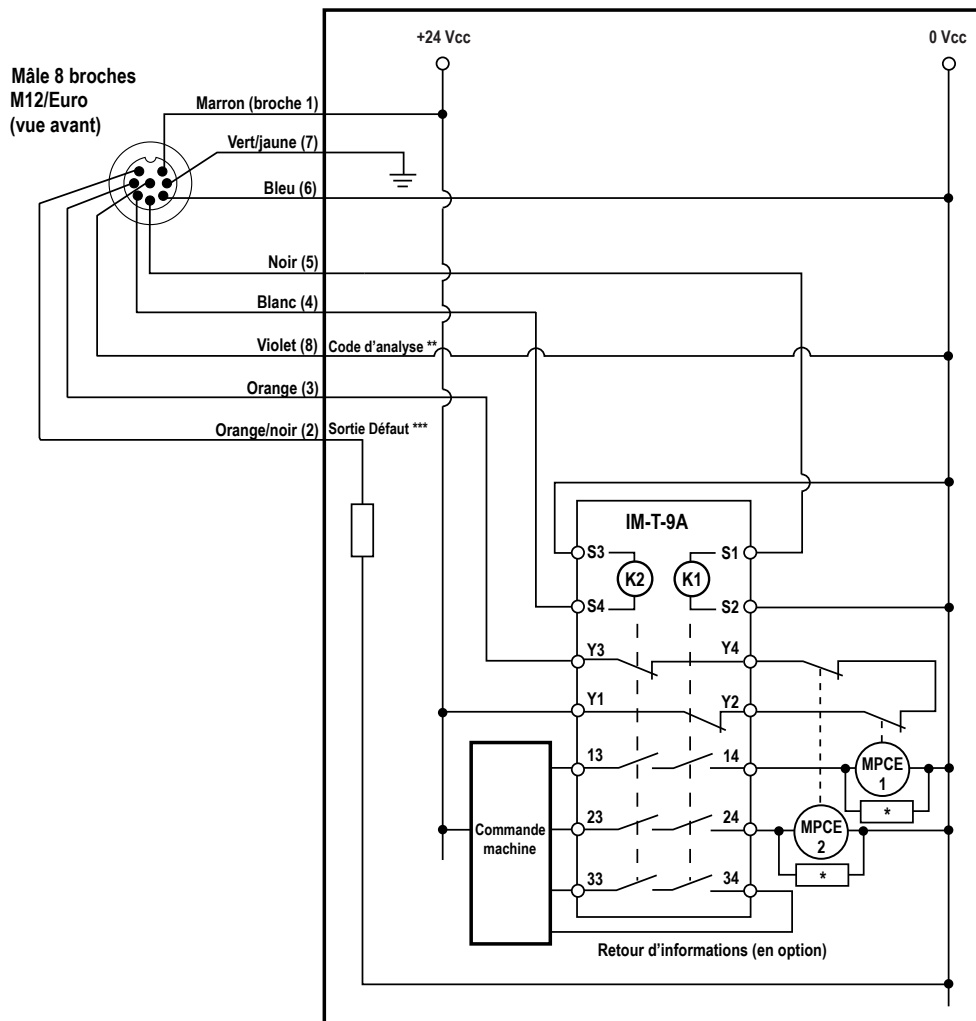 +24 Vcc
0 Vcc
Mâle 8 broches
M12/Euro
(vue avant)
Marron (broche 1)
Vert/jaune (7)
Bleu (6)
Noir (5)
Blanc (4)
Violet (8) Code d’analyse **
Orange (3)
Orange/noir (2) Sortie Défaut ***
IM-T-9A
S3 S1
K2 K1
S4 S2
Y3 Y4
Y1 Y2
13 14
MPCE
1
*
23 24
Commande
machine
MPCE
2
*
33 34
Retour d’informations (en option)